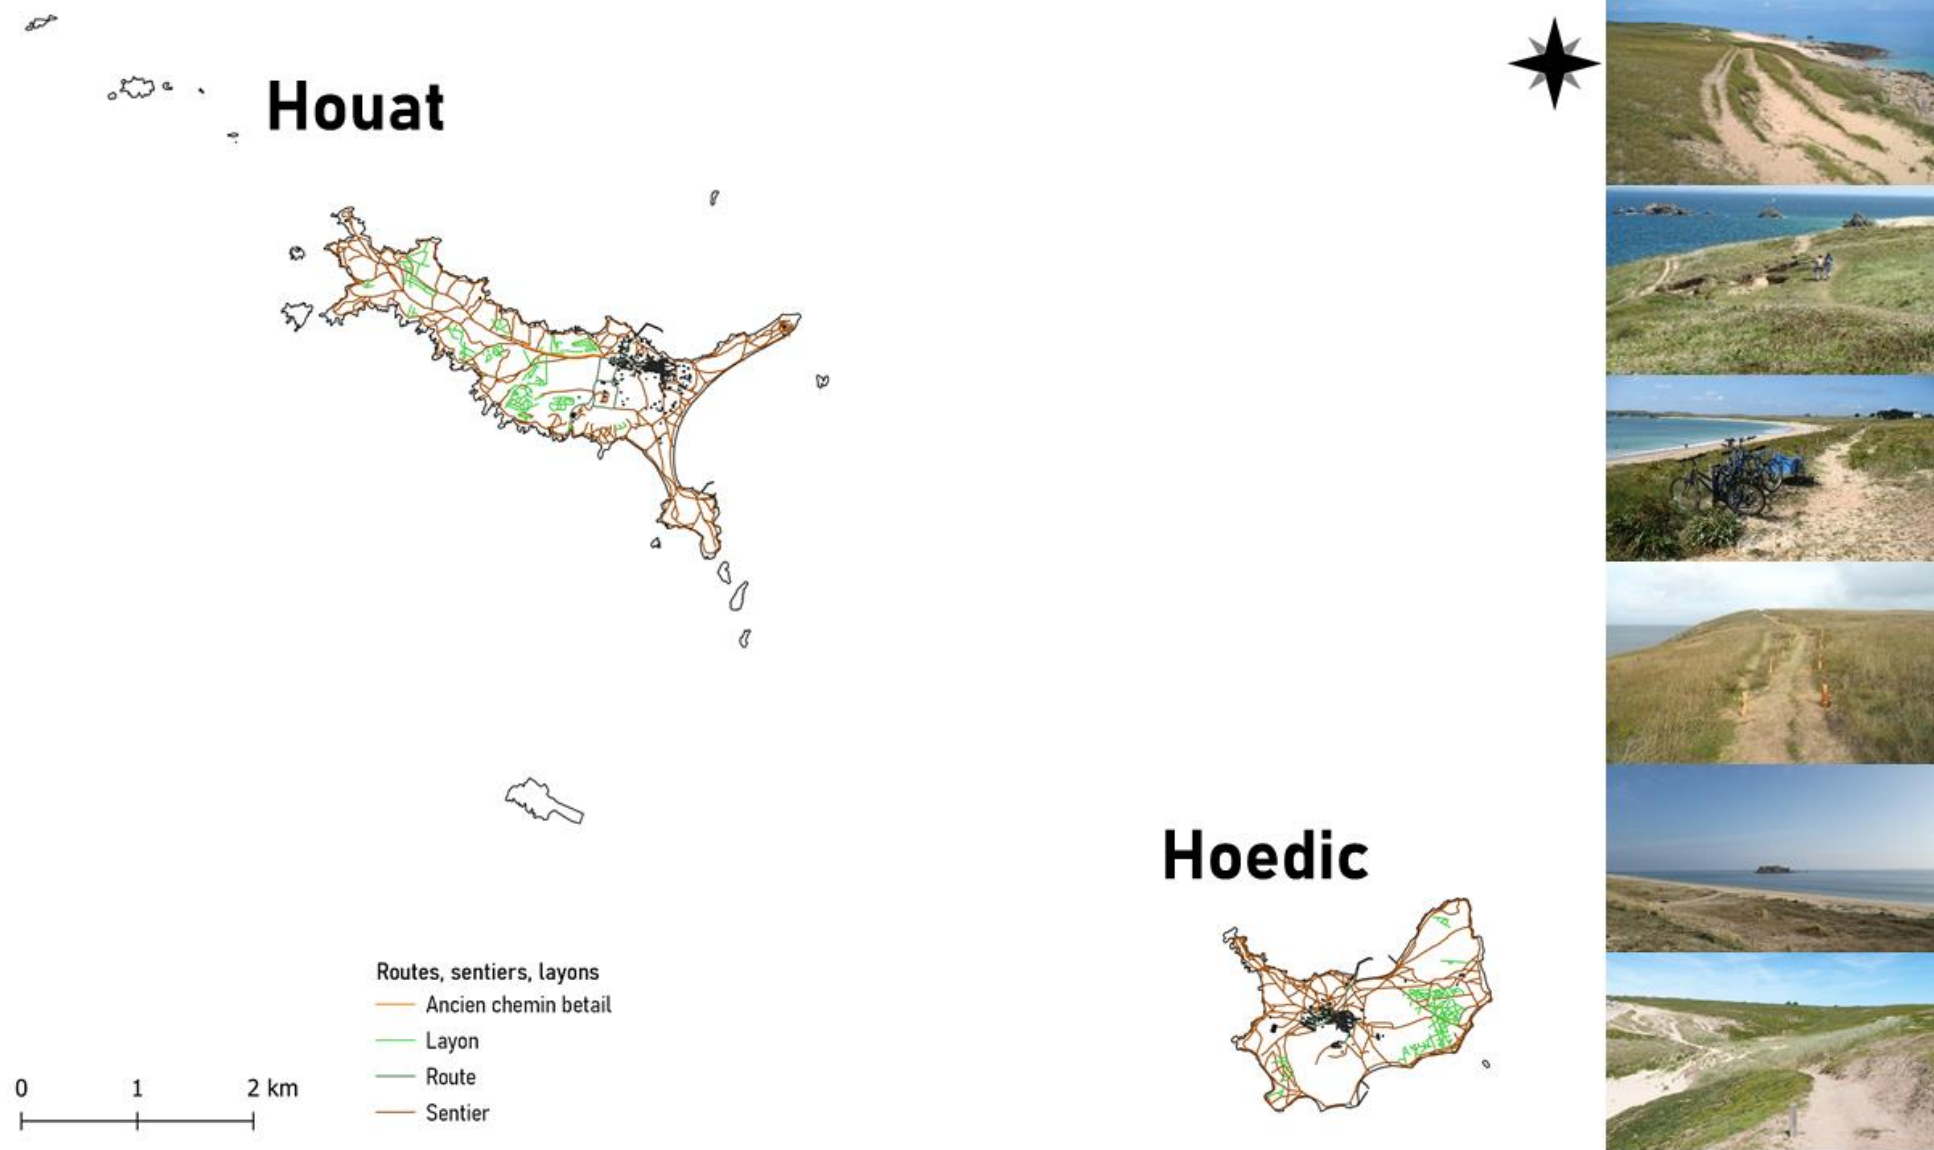 Houat
Hoedic
Routes, sentiers, layons
Ancien chemin betail
Layon
Route
Sentier
0 1 2 km